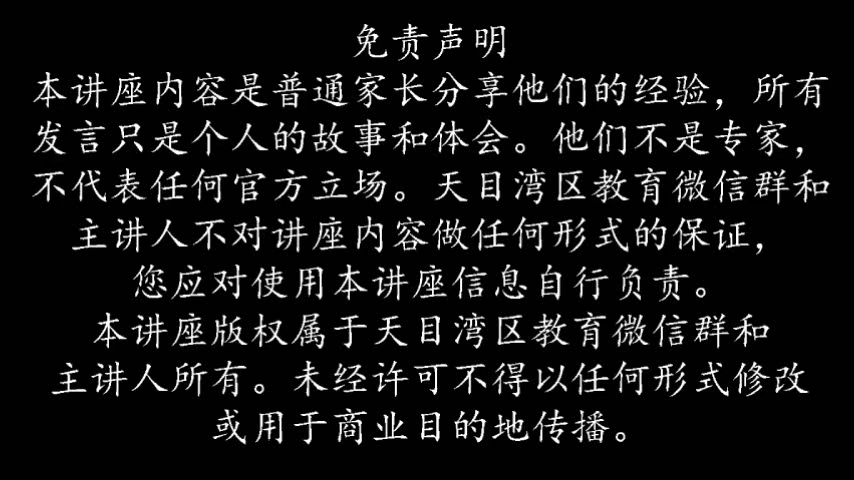 免责声明
本讲座内容是普通家长分享他们的经验，所有
发言只是个人的故事和体会。他们不是专家，
不代表任何官方立场。天目湾区教育微信群和
主讲人不对讲座内容做任何形式的保证，
您应对使用本讲座信息自行负责。
本讲座版权属于天目湾区教育微信群和
主讲人所有。未经许可不得以任何形式修改
或用于商业目的地传播。